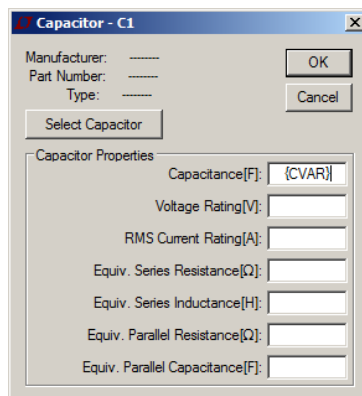 Capacitor - C1
Manufacturer: --------
Part Number: --------
Type: --------
OK
Cancel
Select Capacitor
Capacitor Properties
Capacitance[F]: {CVAR}
Voltage Rating[V]:
RMS Current Rating[A]:
Equiv. Series Resistance[Ω]:
Equiv. Series Inductance[H]:
Equiv. Parallel Resistance[Ω]:
Equiv. Parallel Capacitance[F]: